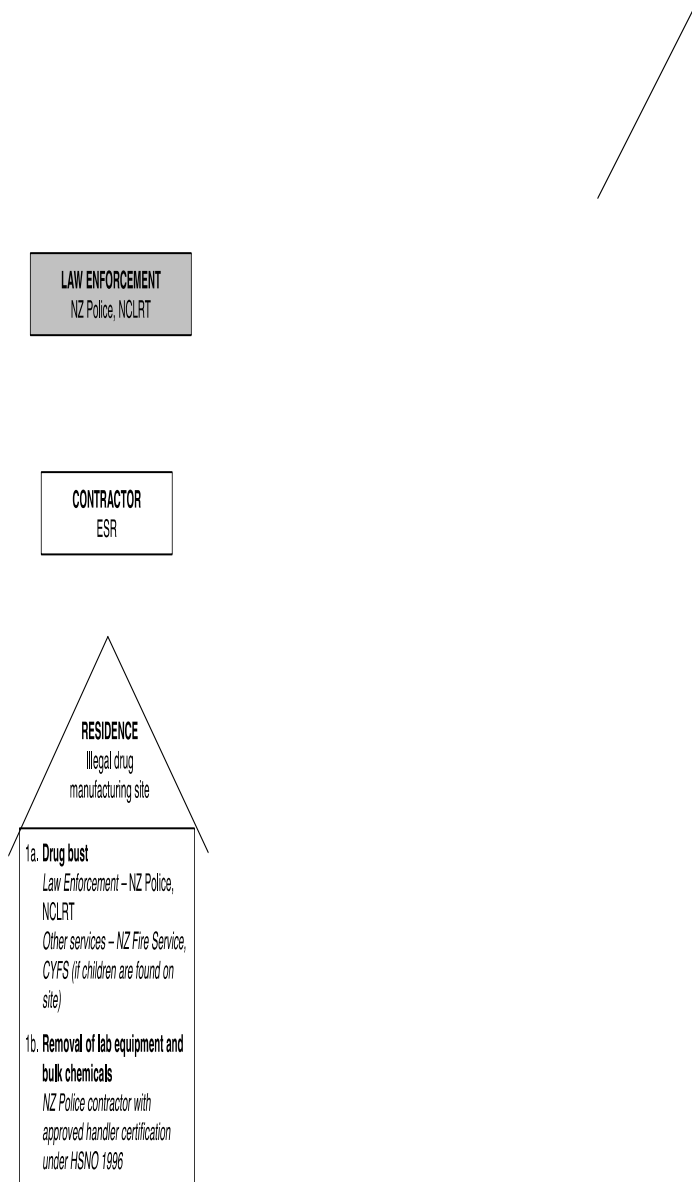 LAW ENFORCEMENT
NZ Police, NCLRT
CONTRACTOR
ESR
RESIDENCE
Illegal drug
manufacturing site
1a. Drug bust
Law Enforcement – NZ Police,
NCLRT
Other services – NZ Fire Service,
CYFS (if children are found on
site)
1b. Removal of lab equipment and
bulk chemicals
NZ Police contractor with
approved handler certification
under HSNO 1996